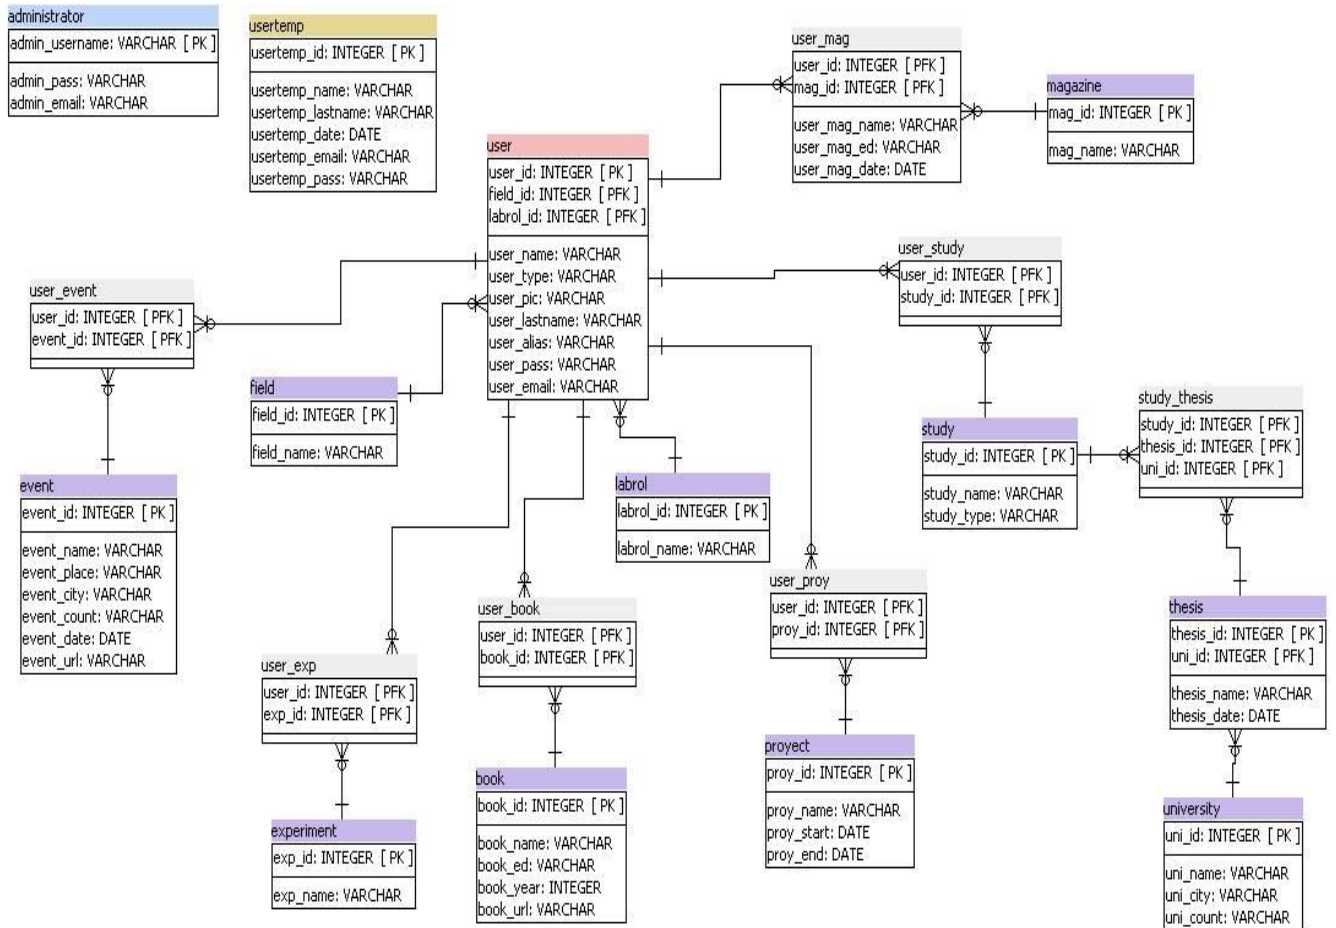 administrator
admin_username: VARCHAR [ PK ]
admin_pass: VARCHAR
admin_email: VARCHAR
usertemp
usertemp_id: INTEGER [ PK ]
usertemp_name: VARCHAR
usertemp_lastname: VARCHAR
usertemp_date: DATE
usertemp_email: VARCHAR
usertemp_pass: VARCHAR
user_mag
user_id: INTEGER [ PFK ]
mag_id: INTEGER [ PFK ]
user_mag_name: VARCHAR
user_mag_ed: VARCHAR
user_mag_date: DATE
magazine
mag_id: INTEGER [ PK ]
mag_name: VARCHAR
user
user_id: INTEGER [ PK ]
field_id: INTEGER [ PFK ]
labrol_id: INTEGER [ PFK ]
user_name: VARCHAR
user_type: VARCHAR
user_pic: VARCHAR
user_lastname: VARCHAR
user_alias: VARCHAR
user_pass: VARCHAR
user_email: VARCHAR
user_study
user_id: INTEGER [ PFK ]
study_id: INTEGER [ PFK ]
user_event
user_id: INTEGER [ PFK ]
event_id: INTEGER [ PFK ]
field
field_id: INTEGER [ PK ]
field_name: VARCHAR
study_thesis
study_id: INTEGER [ PFK ]
thesis_id: INTEGER [ PFK ]
uni_id: INTEGER [ PFK ]
study
study_id: INTEGER [ PK ]
study_name: VARCHAR
study_type: VARCHAR
event
event_id: INTEGER [ PK ]
event_name: VARCHAR
event_place: VARCHAR
event_city: VARCHAR
event_count: VARCHAR
event_date: DATE
event_url: VARCHAR
labrol
labrol_id: INTEGER [ PK ]
labrol_name: VARCHAR
user_proy
user_id: INTEGER [ PFK ]
proy_id: INTEGER [ PFK ]
user_book
user_id: INTEGER [ PFK ]
book_id: INTEGER [ PFK ]
thesis
thesis_id: INTEGER [ PK ]
uni_id: INTEGER [ PFK ]
thesis_name: VARCHAR
thesis_date: DATE
user_exp
user_id: INTEGER [ PFK ]
exp_id: INTEGER [ PFK ]
proyect
proy_id: INTEGER [ PK ]
proy_name: VARCHAR
proy_start: DATE
proy_end: DATE
book
book_id: INTEGER [ PK ]
book_name: VARCHAR
book_ed: VARCHAR
book_year: INTEGER
book_url: VARCHAR
experiment
exp_id: INTEGER [ PK ]
exp_name: VARCHAR
university
uni_id: INTEGER [ PK ]
uni_name: VARCHAR
uni_city: VARCHAR
uni_count: VARCHAR